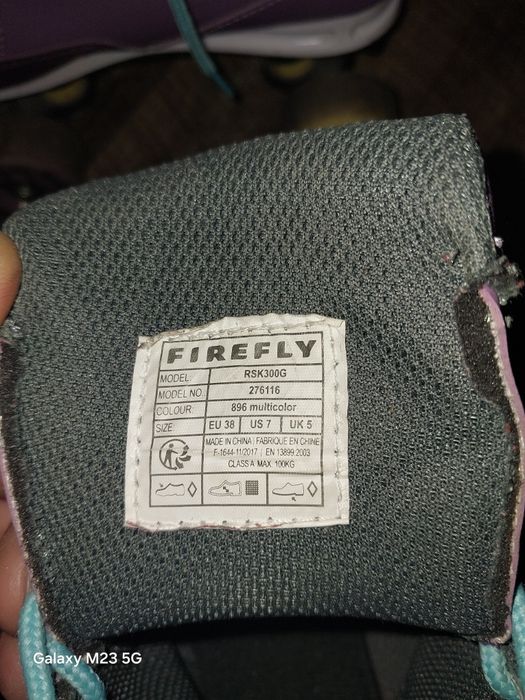 FIREFLY
MODEL: RSK300G
MODEL NO.: 276116
COLOUR: 896 multicolor
SIZE: EU 38 US 7 UK 5
MADE IN CHINA | FABRIQUE EN CHINE
F-1644-11/2017 | EN 13899:2003
CLASS A MAX. 100KG
Galaxy M23 5G